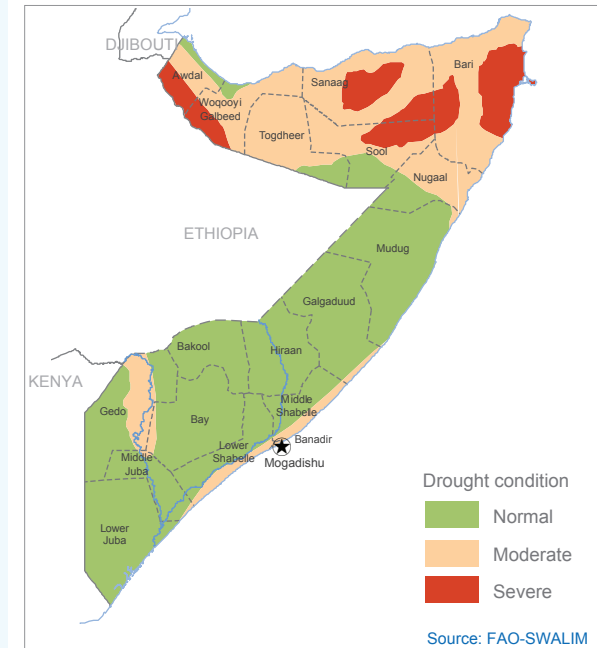 DJIBOUTI
Awdal
Woqooyi
Galbeed
Sanaag
Bari
Togdheer
Sool
Nugaal
ETHIOPIA
Mudug
Galgaduud
Bakool
Hiraan
KENYA
Gedo
Bay
Middle
Shabelle
Banadir
Lower
Shabelle
Mogadishu
Middle
Juba
Lower
Juba
Drought condition
Normal
Moderate
Severe
Source: FAO-SWALIM